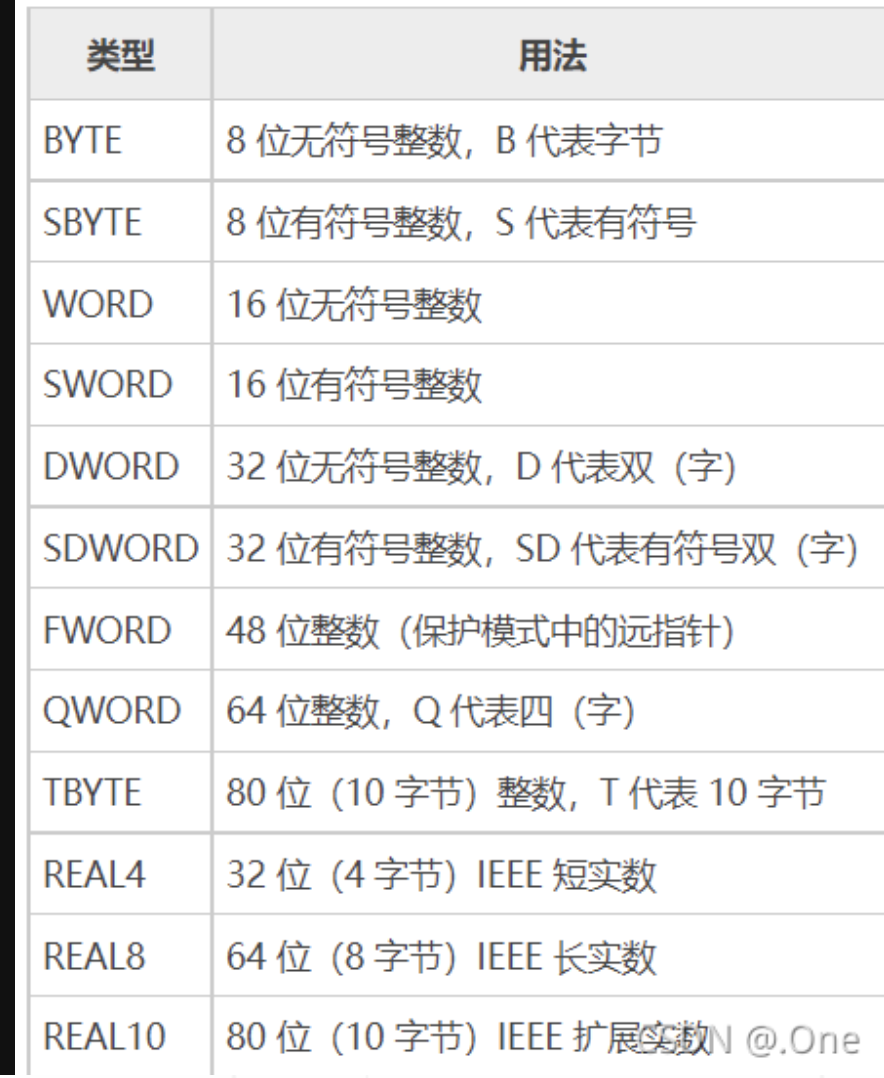 类型 用法
BYTE 8 位无符号整数，B 代表字节
SBYTE 8 位有符号整数，S 代表有符号
WORD 16 位无符号整数
SWORD 16 位有符号整数
DWORD 32 位无符号整数，D 代表双（字）
SDWORD 32 位有符号整数，SD 代表有符号双（字）
FWORD 48 位整数（保护模式中的远指针）
QWORD 64 位整数，Q 代表四（字）
TBYTE 80 位（10 字节）整数，T 代表 10 字节
REAL4 32 位（4 字节）IEEE 短实数
REAL8 64 位（8 字节）IEEE 长实数
REAL10 80 位（10 字节）IEEE 扩展实数
CSDN @.One